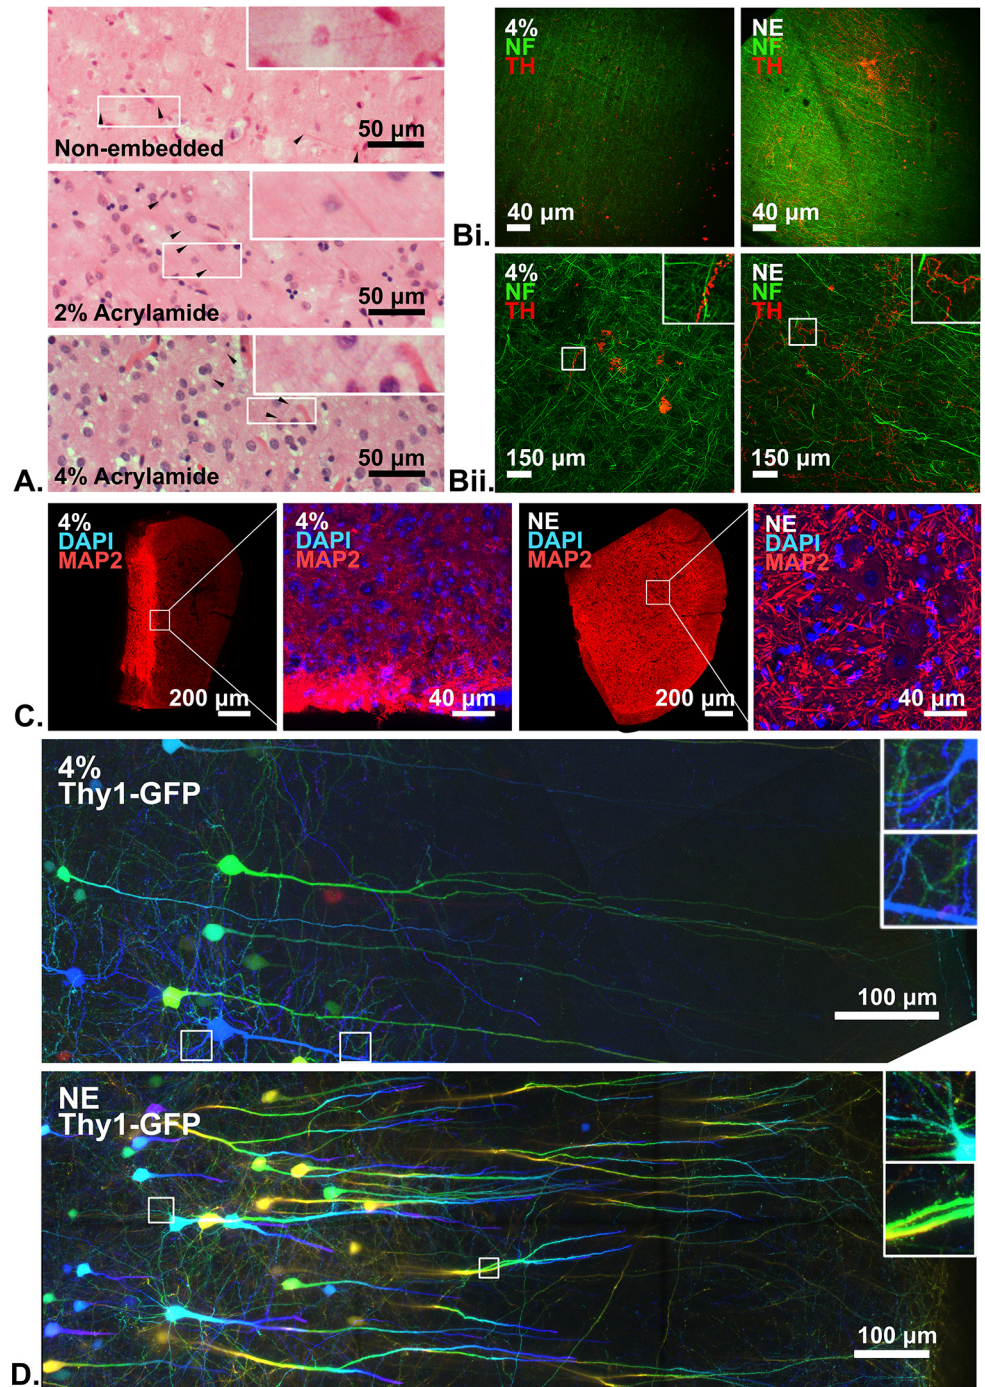 Non-embedded
50 µm
2% Acrylamide
50 µm
4% Acrylamide
50 µm
A.
4%
NF
TH
40 µm
NE
NF
TH
40 µm
Bi.
4%
NF
TH
150 µm
NE
NF
TH
150 µm
Bii.
4%
DAPI
MAP2
200 µm
4%
DAPI
MAP2
40 µm
NE
DAPI
MAP2
200 µm
NE
DAPI
MAP2
40 µm
C.
4%
Thy1-GFP
100 µm
NE
Thy1-GFP
100 µm
D.